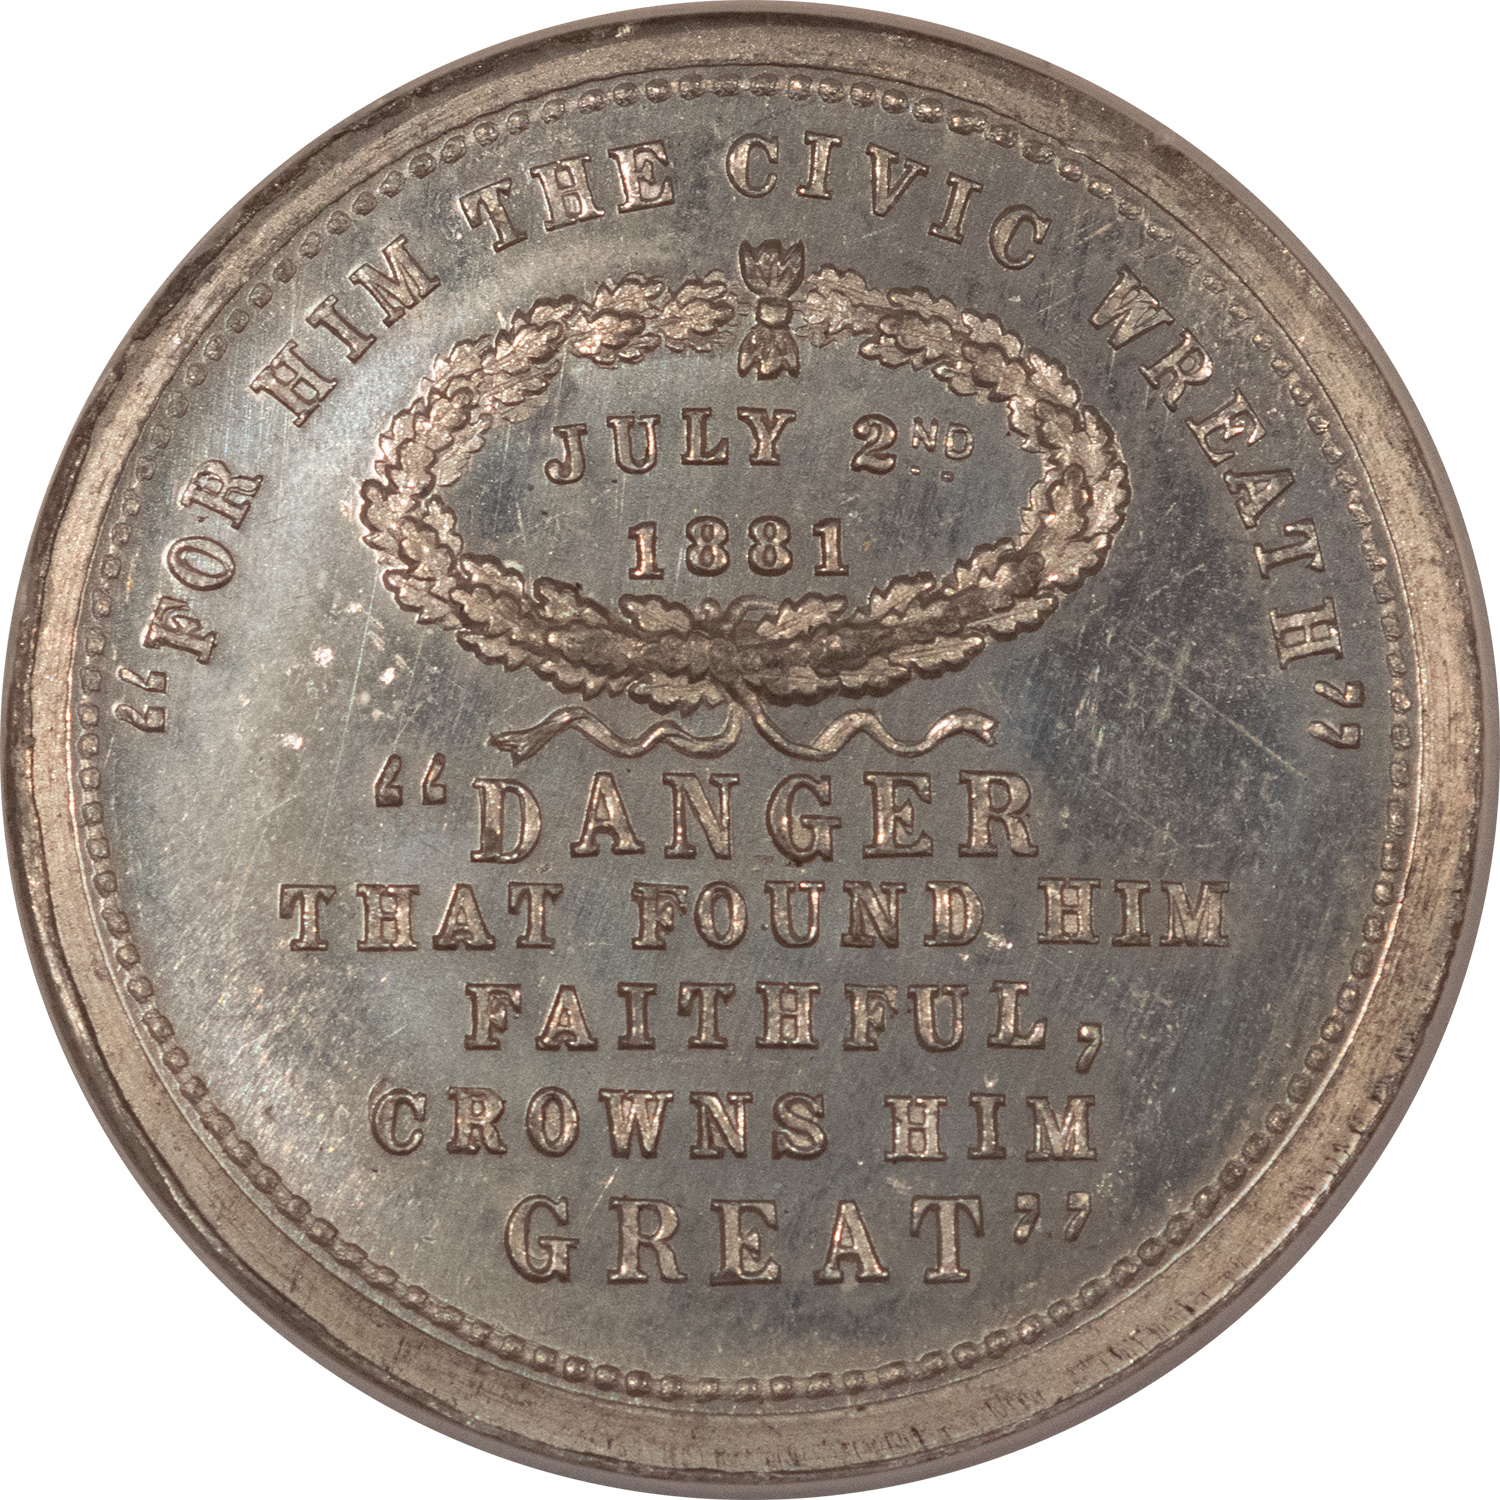 “FOR HIM THE CIVIC WREATH”
JULY 2ND
1881
“DANGER
THAT FOUND HIM
FAITHFUL,
CROWNS HIM
GREAT”